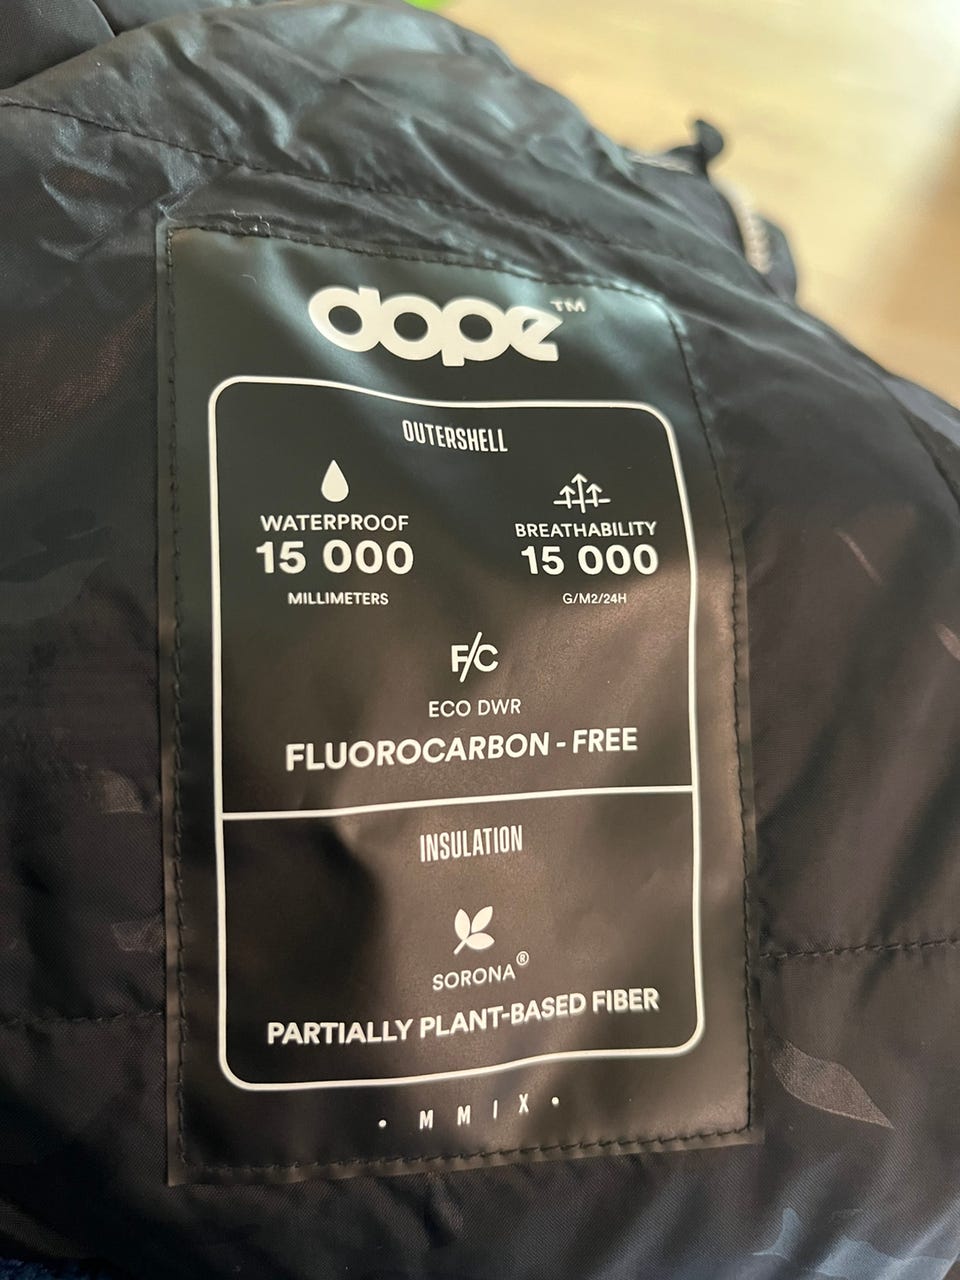 dope™
OUTERSHELL
WATERPROOF
15 000
MILLIMETERS
BREATHABILITY
15 000
G/M2/24H
F/C
ECO DWR
FLUOROCARBON - FREE
INSULATION
SORONA®
PARTIALLY PLANT-BASED FIBER
• M M I X •